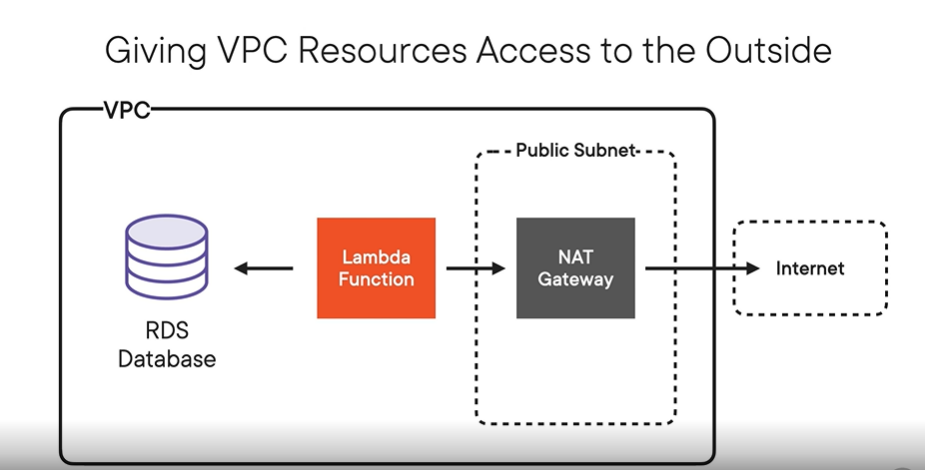 Giving VPC Resources Access to the Outside
VPC
Public Subnet
Lambda
Function
NAT
Gateway
Internet
RDS
Database